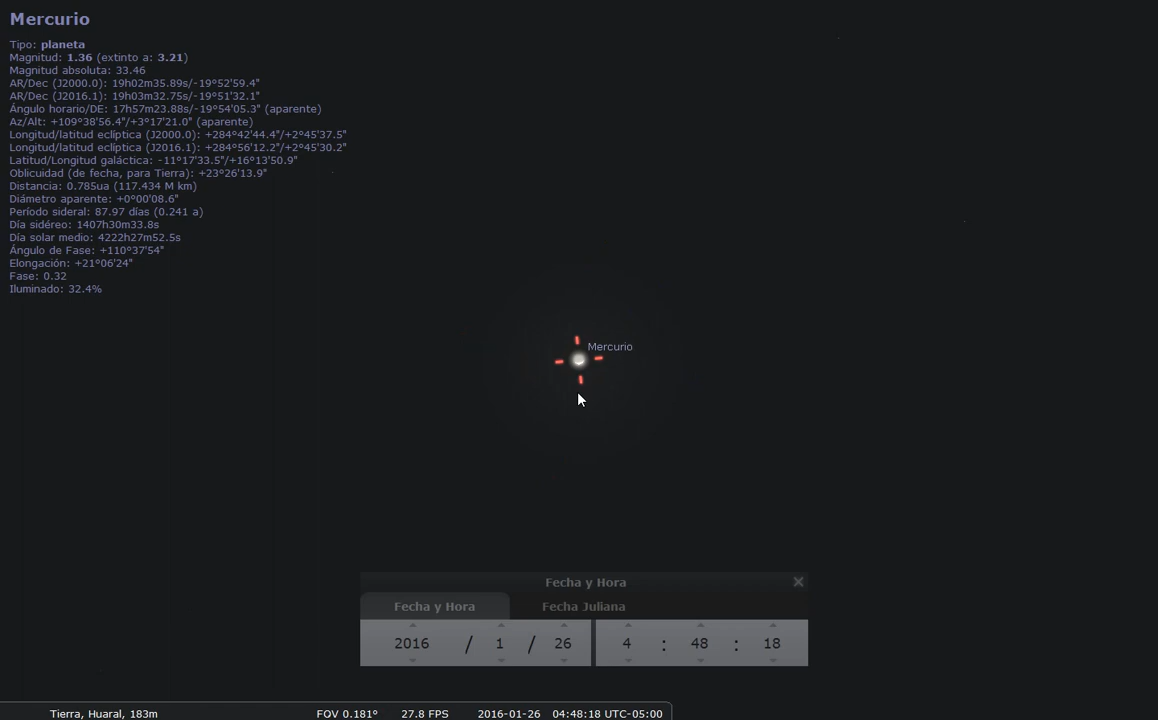 Mercurio
Tipo: planeta
Magnitud: 1.36 (extinto a: 3.21)
Magnitud absoluta: 33.46
AR/Dec (J2000.0): 19h02m35.89s/-19°52'59.4"
AR/Dec (J2016.1): 19h03m32.75s/-19°51'32.1"
Ángulo horario/DE: 17h57m23.88s/-19°54'05.3" (aparente)
Az/Alt: +109°38'56.4"/+3°17'21.0" (aparente)
Longitud/latitud eclíptica (J2000.0): +284°42'44.4"/+2°45'37.5"
Longitud/latitud eclíptica (J2016.1): +284°56'12.2"/+2°45'30.2"
Latitud/Longitud galáctica: -11°17'33.5"/+16°13'50.9"
Oblicuidad (de fecha, para Tierra): +23°26'13.9"
Distancia: 0.785ua (117.434 M km)
Diámetro aparente: +0°00'08.6"
Período sideral: 87.97 días (0.241 a)
Día sidéreo: 1407h30m33.8s
Día solar medio: 4222h27m52.5s
Ángulo de Fase: +110°37'54"
Elongación: +21°06'24"
Fase: 0.32
Iluminado: 32.4%
Mercurio
Fecha y Hora
Fecha y Hora Fecha Juliana
2016 / 1 / 26 4 : 48 : 18
Tierra, Huaral, 183m FOV 0.181° 27.8 FPS 2016-01-26 04:48:18 UTC-05:00